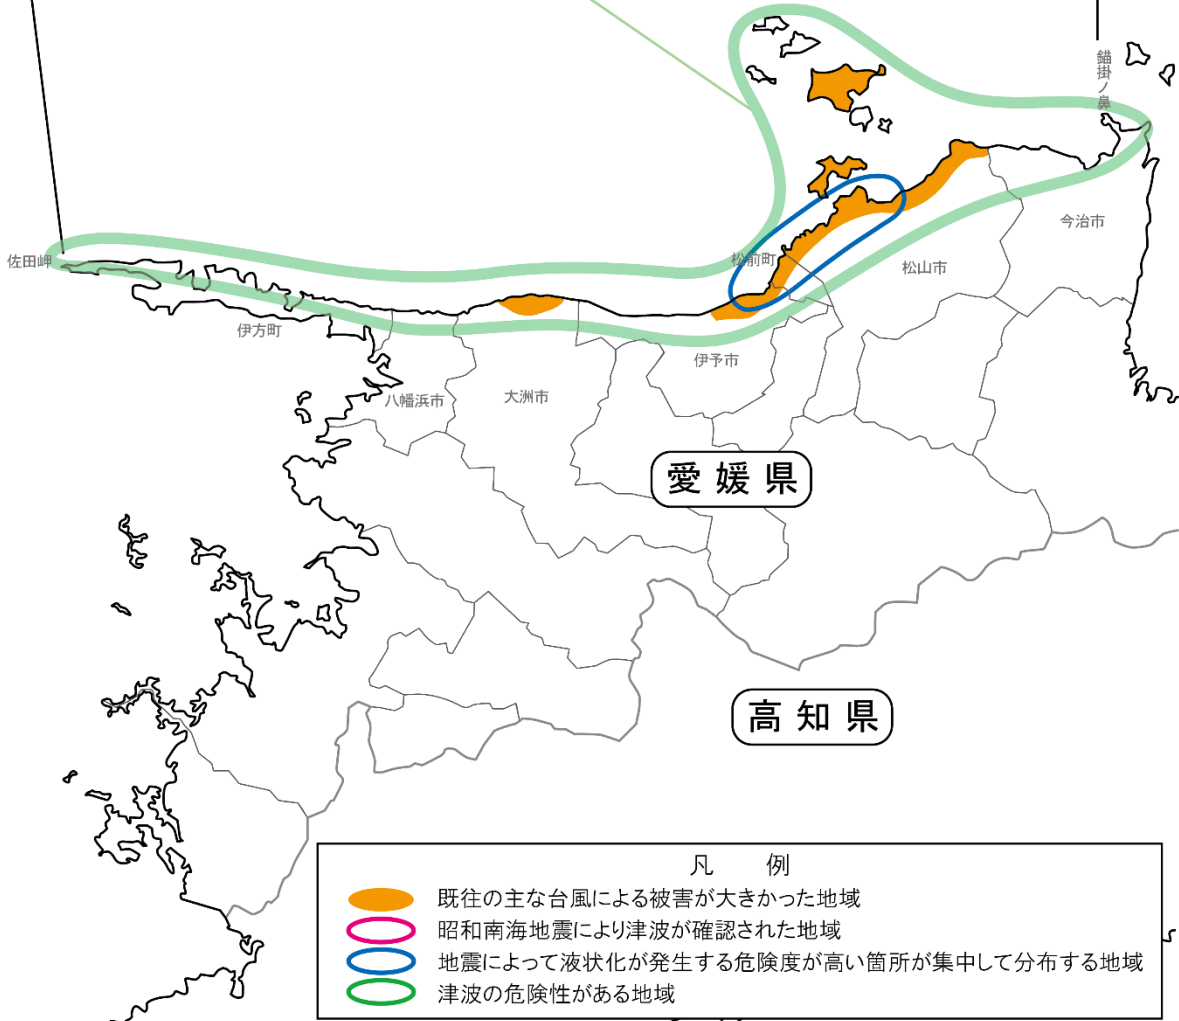 錨掛ノ鼻
今治市
佐田岬
松前町
松山市
伊方町
伊予市
八幡浜市
大洲市
愛媛県
高知県
凡　例
既往の主な台風による被害が大きかった地域
昭和南海地震により津波が確認された地域
地震によって液状化が発生する危険度が高い箇所が集中して分布する地域
津波の危険性がある地域